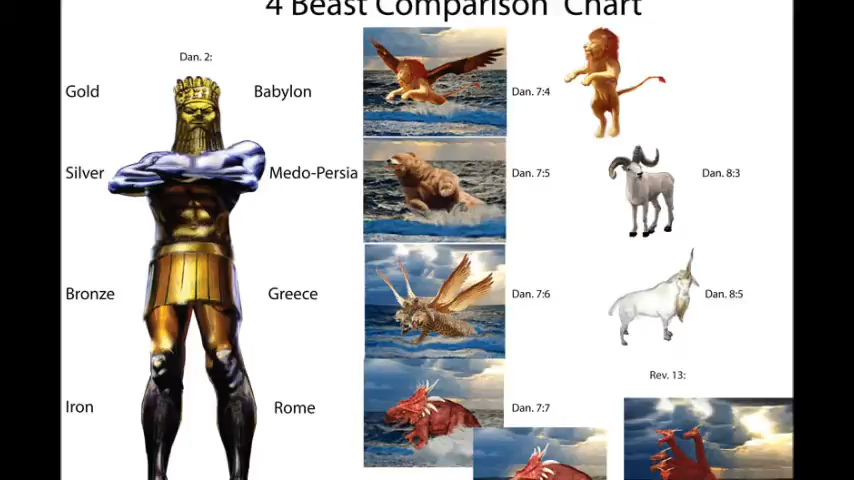 4 Beast Comparison Chart
Dan. 2:
Gold
Babylon
Dan. 7:4
Silver
Medo-Persia
Dan. 7:5
Dan. 8:3
Bronze
Greece
Dan. 7:6
Dan. 8:5
Rev. 13:
Iron
Rome
Dan. 7:7